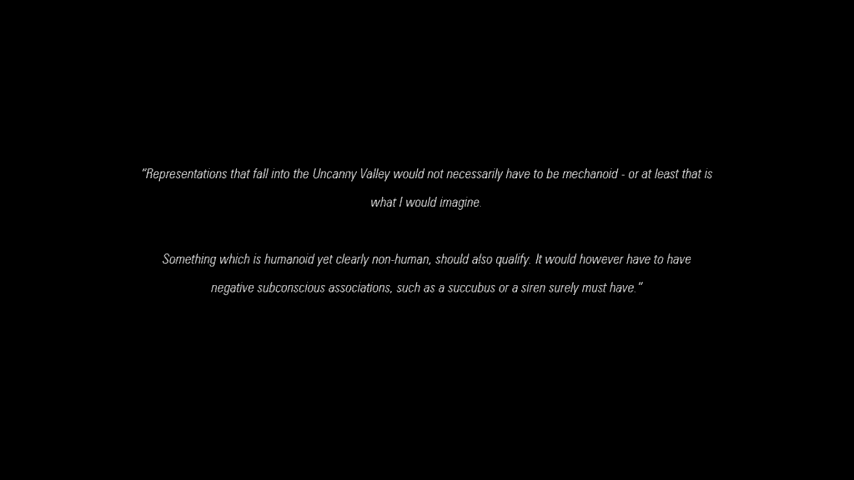 "Representations that fall into the Uncanny Valley would not necessarily have to be mechanoid - or at least that is
what I would imagine.
Something which is humanoid yet clearly non-human, should also qualify. It would however have to have
negative subconscious associations, such as a succubus or a siren surely must have."